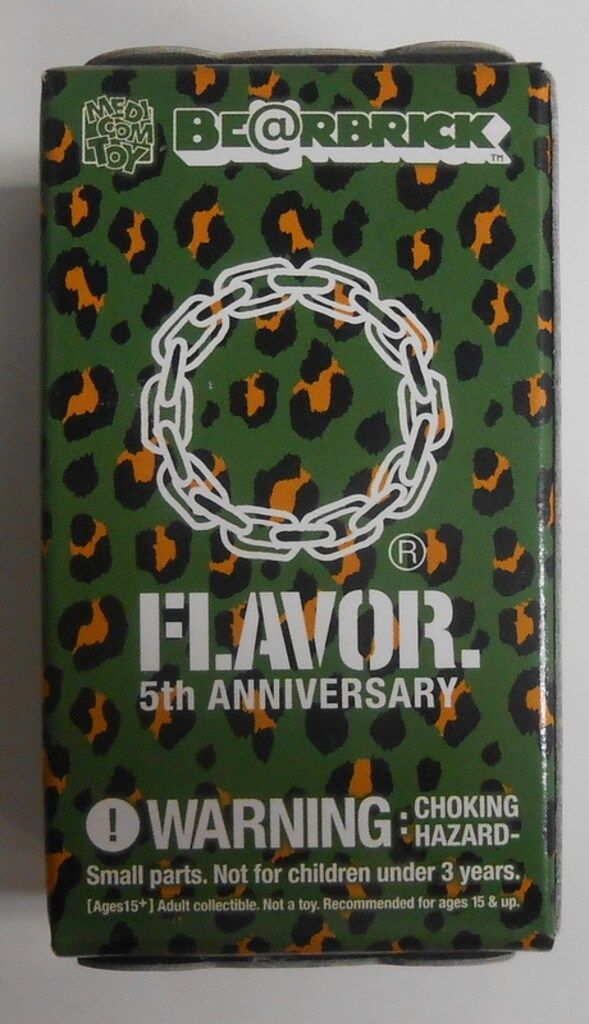 MEDI
COM
TOY
BE@RBRICK™
®
FLAVOR.
5th ANNIVERSARY
! WARNING: CHOKING
HAZARD-
Small parts. Not for children under 3 years.
[Ages15+] Adult collectible. Not a toy. Recommended for ages 15 & up.